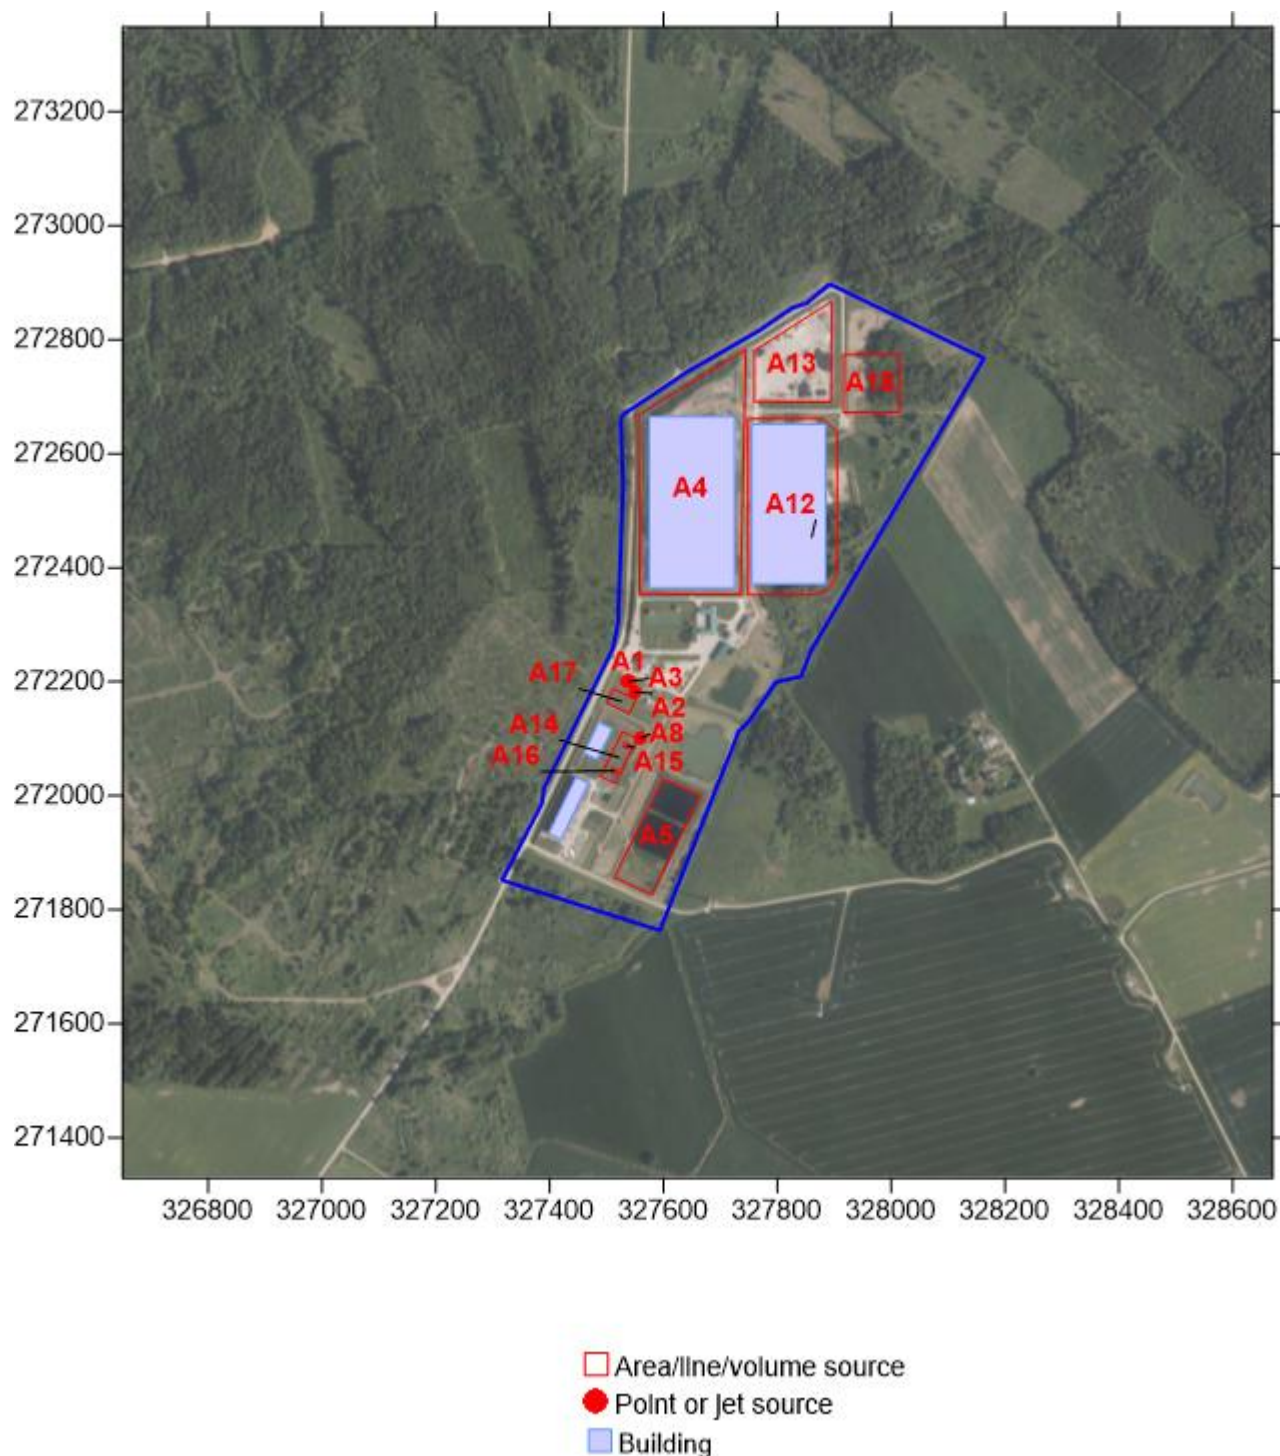 273200
273000
272800
272600
272400
272200
272000
271800
271600
271400
A13
A18
A4
A12
A1
A17
A3
A2
A14
A8
A16
A15
A5
326800 327000 327200 327400 327600 327800 328000 328200 328400 328600
Area/line/volume source
Point or jet source
Building